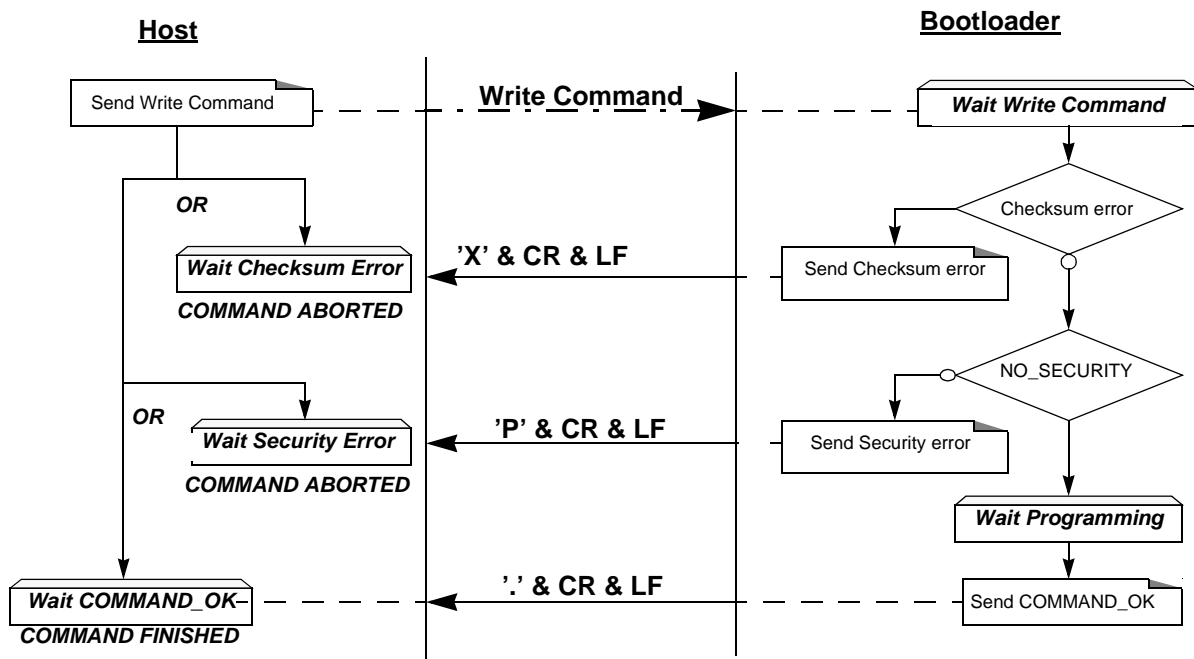 Host
Bootloader
Send Write Command
Write Command
Wait Write Command
OR
Checksum error
Wait Checksum Error
’X’ & CR & LF
Send Checksum error
COMMAND ABORTED
NO_SECURITY
OR
Wait Security Error
’P’ & CR & LF
Send Security error
COMMAND ABORTED
Wait Programming
Wait COMMAND_OK
'.' & CR & LF
Send COMMAND_OK
COMMAND FINISHED